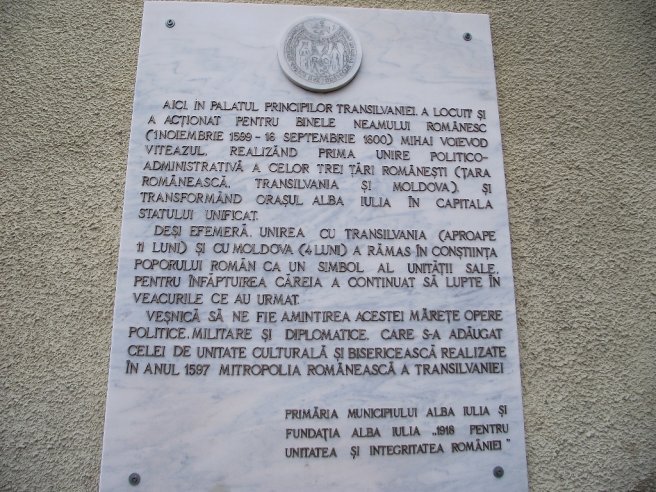 AICI, IN PALATUL PRINCIPILOR TRANSILVANIEI, A LOCUIT ȘI
A ACȚIONAT PENTRU BINELE NEAMULUI ROMÂNESC
(1 NOIEMBRIE 1599 - 16 SEPTEMBRIE 1600) MIHAI VOIEVOD
VITEAZUL, REALIZÂND PRIMA UNIRE POLITICO-
ADMINISTRATIVĂ A CELOR TREI ȚĂRI ROMÂNEȘTI (ȚARA
ROMÂNEASCĂ, TRANSILVANIA ȘI MOLDOVA), ȘI
TRANSFORMÂND ORAȘUL ALBA IULIA ÎN CAPITALA
STATULUI UNIFICAT.
DEȘI EFEMERĂ, UNIREA CU TRANSILVANIA (APROAPE
11 LUNI) ȘI CU MOLDOVA (4 LUNI) A RĂMAS ÎN CONȘTIINȚA
POPORULUI ROMÂN CA UN SIMBOL AL UNITĂȚII SALE,
PENTRU ÎNFĂPTUIREA CĂREIA A CONTINUAT SĂ LUPTE ÎN
VEACURILE CE AU URMAT.
VEȘNICĂ SĂ NE FIE AMINTIREA ACESTEI MĂREȚE OPERE
POLITICE, MILITARE ȘI DIPLOMATICE, CARE S-A ADĂUGAT
CELEI DE UNITATE CULTURALĂ ȘI BISERICEASCĂ REALIZATE
ÎN ANUL 1597 MITROPOLIA ROMÂNEASCĂ A TRANSILVANIEI
PRIMĂRIA MUNICIPIULUI ALBA IULIA ȘI
FUNDAȚIA ALBA IULIA „1918 PENTRU
UNITATEA ȘI INTEGRITATEA ROMÂNIEI"